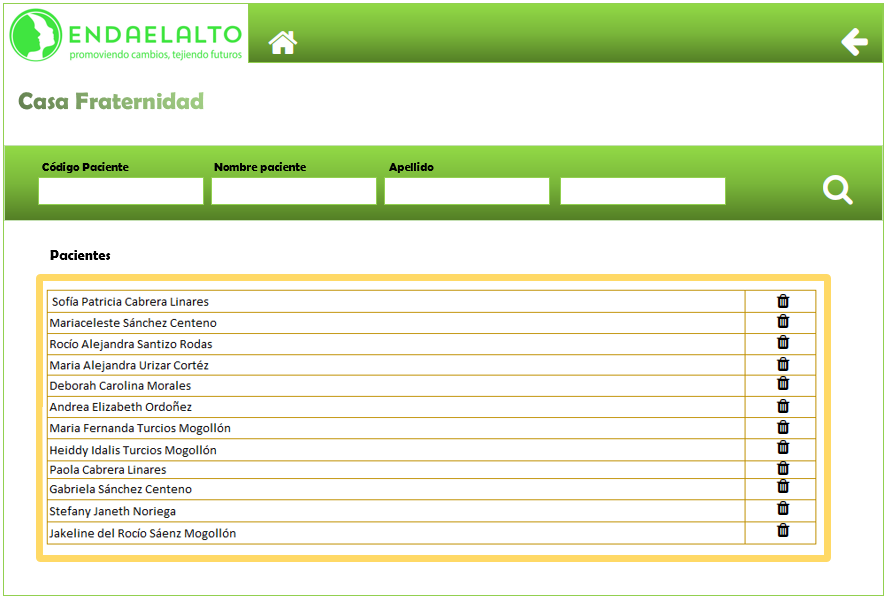 ENDAELALTO
promoviendo cambios, tejiendo futuros
Casa Fraternidad
Código Paciente Nombre paciente Apellido
Pacientes
Sofía Patricia Cabrera Linares
Mariaceleste Sánchez Centeno
Rocío Alejandra Santizo Rodas
Maria Alejandra Urizar Cortéz
Deborah Carolina Morales
Andrea Elizabeth Ordoñez
Maria Fernanda Turcios Mogollón
Heiddy Idalis Turcios Mogollón
Paola Cabrera Linares
Gabriela Sánchez Centeno
Stefany Janeth Noriega
Jakeline del Rocío Sáenz Mogollón